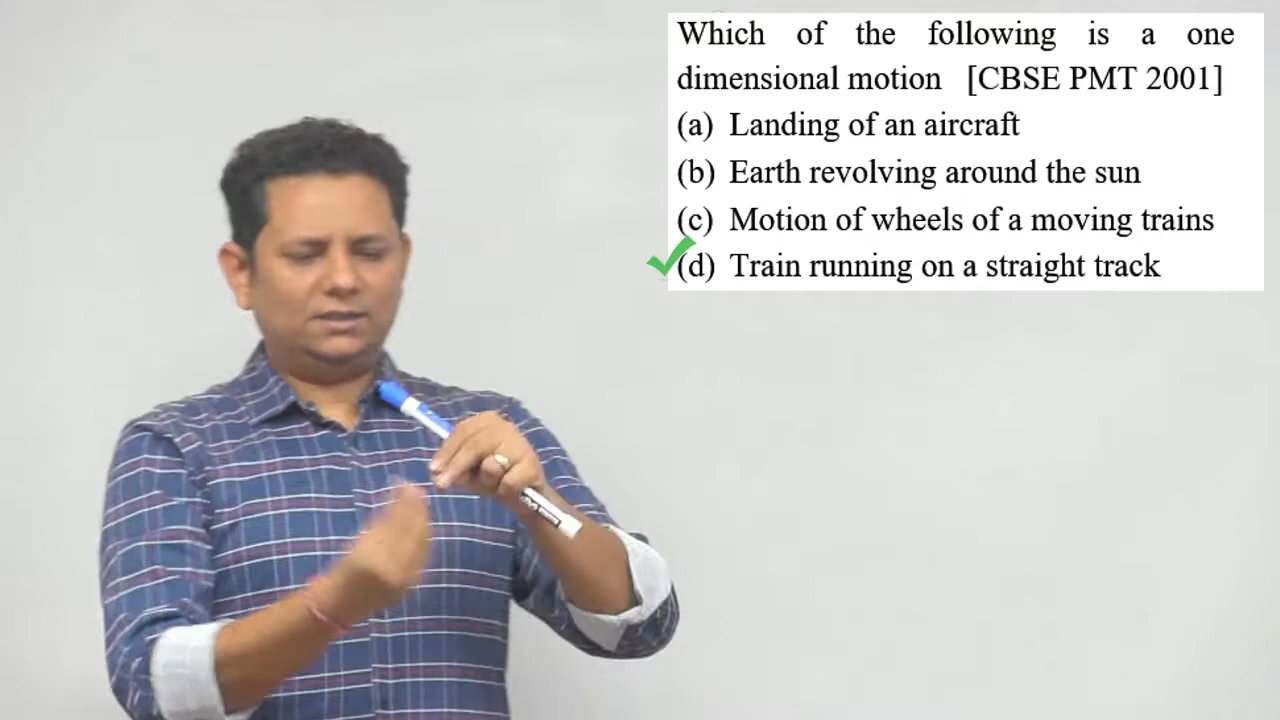 Which of the following is a one
dimensional motion [CBSE PMT 2001]
(a) Landing of an aircraft
(b) Earth revolving around the sun
(c) Motion of wheels of a moving trains
(d) Train running on a straight track